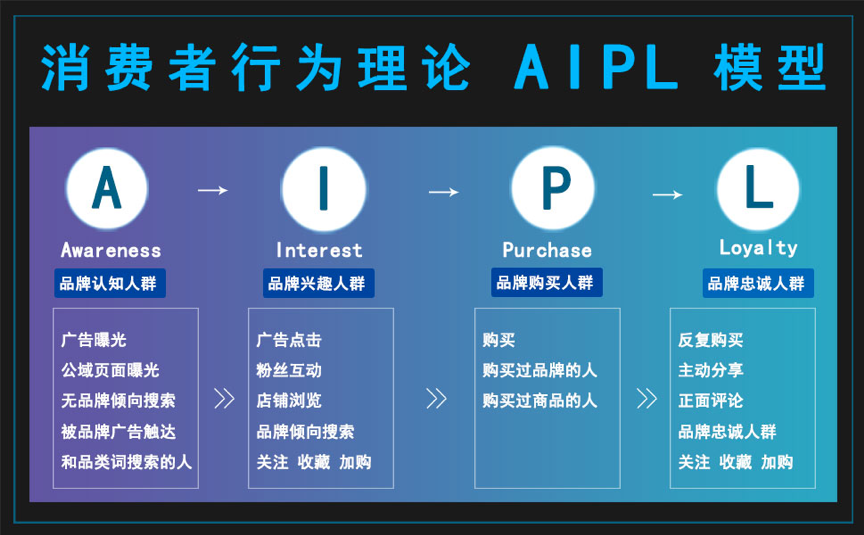 消费者行为理论 AIPL 模型
A
I
P
L
Awareness
Interest
Purchase
Loyalty
品牌认知人群
品牌兴趣人群
品牌购买人群
品牌忠诚人群
广告曝光
公域页面曝光
无品牌倾向搜索
被品牌广告触达
和品类词搜索的人
广告点击
粉丝互动
店铺浏览
品牌倾向搜索
关注 收藏 加购
购买
购买过品牌的人
购买过商品的人
反复购买
主动分享
正面评论
品牌忠诚人群
关注 收藏 加购